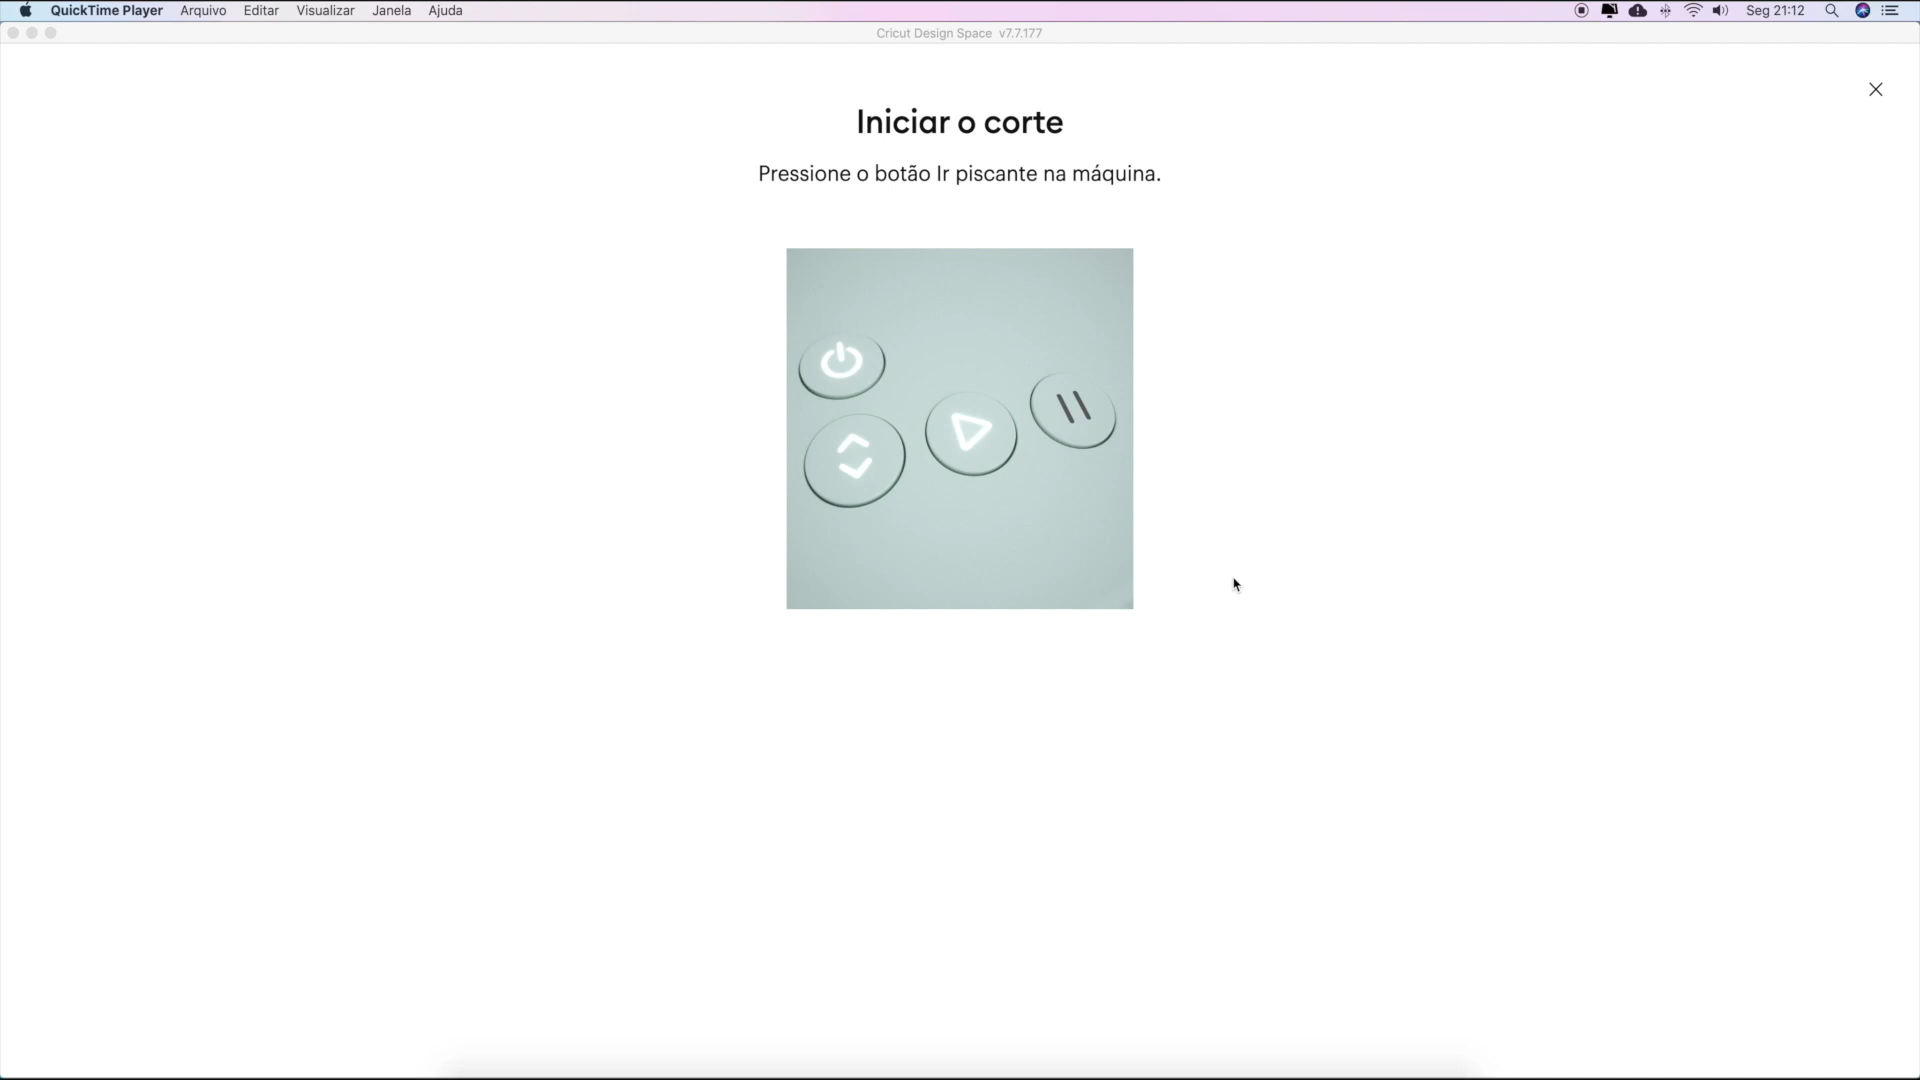 QuickTime Player Arquivo Editar Visualizar Janela Ajuda Seg 21:12
Cricut Design Space v7.7.177
Iniciar o corte
Pressione o botão Ir piscante na máquina.